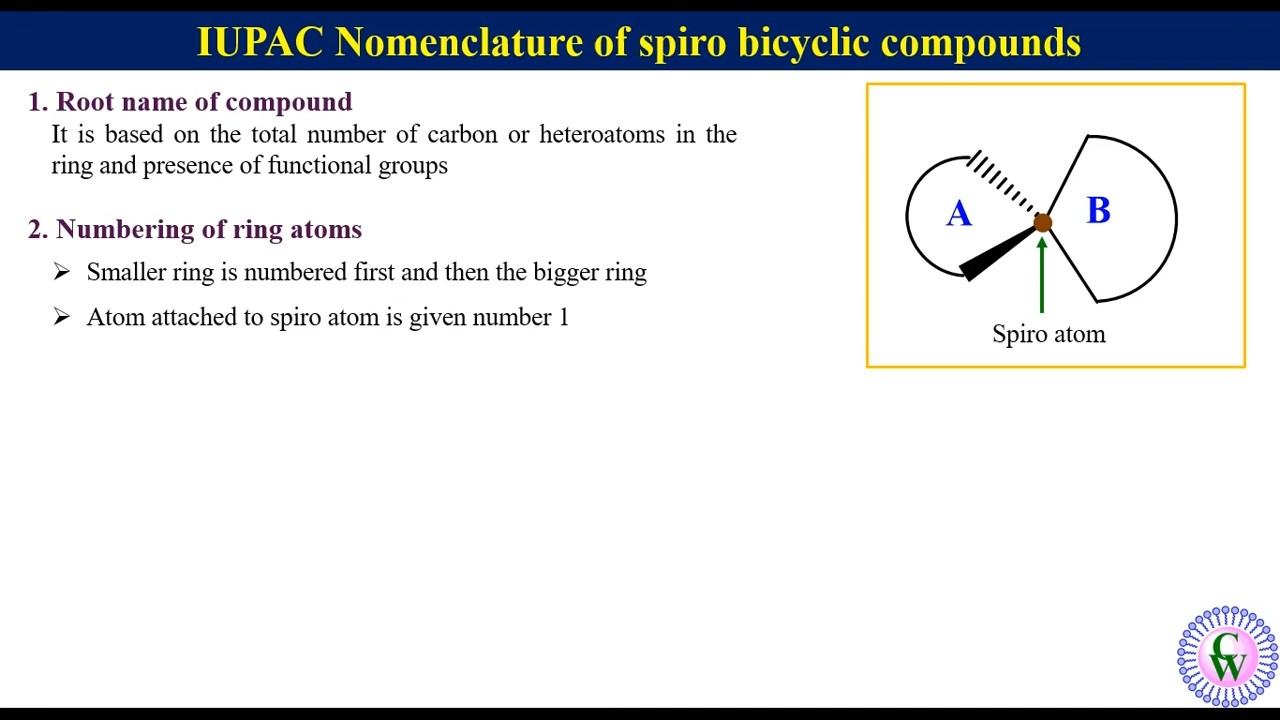 IUPAC Nomenclature of spiro bicyclic compounds
1. Root name of compound
It is based on the total number of carbon or heteroatoms in the
ring and presence of functional groups
2. Numbering of ring atoms
➢ Smaller ring is numbered first and then the bigger ring
➢ Atom attached to spiro atom is given number 1
A
B
Spiro atom
C
W